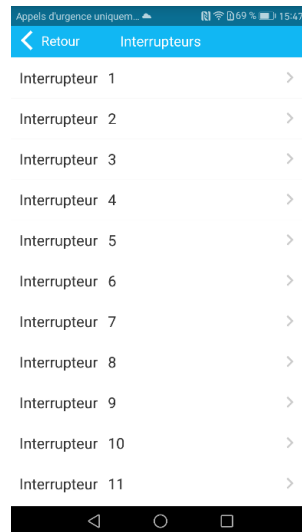 Appels d'urgence uniquem... 69 % 15:47
Retour Interrupteurs
Interrupteur 1
Interrupteur 2
Interrupteur 3
Interrupteur 4
Interrupteur 5
Interrupteur 6
Interrupteur 7
Interrupteur 8
Interrupteur 9
Interrupteur 10
Interrupteur 11